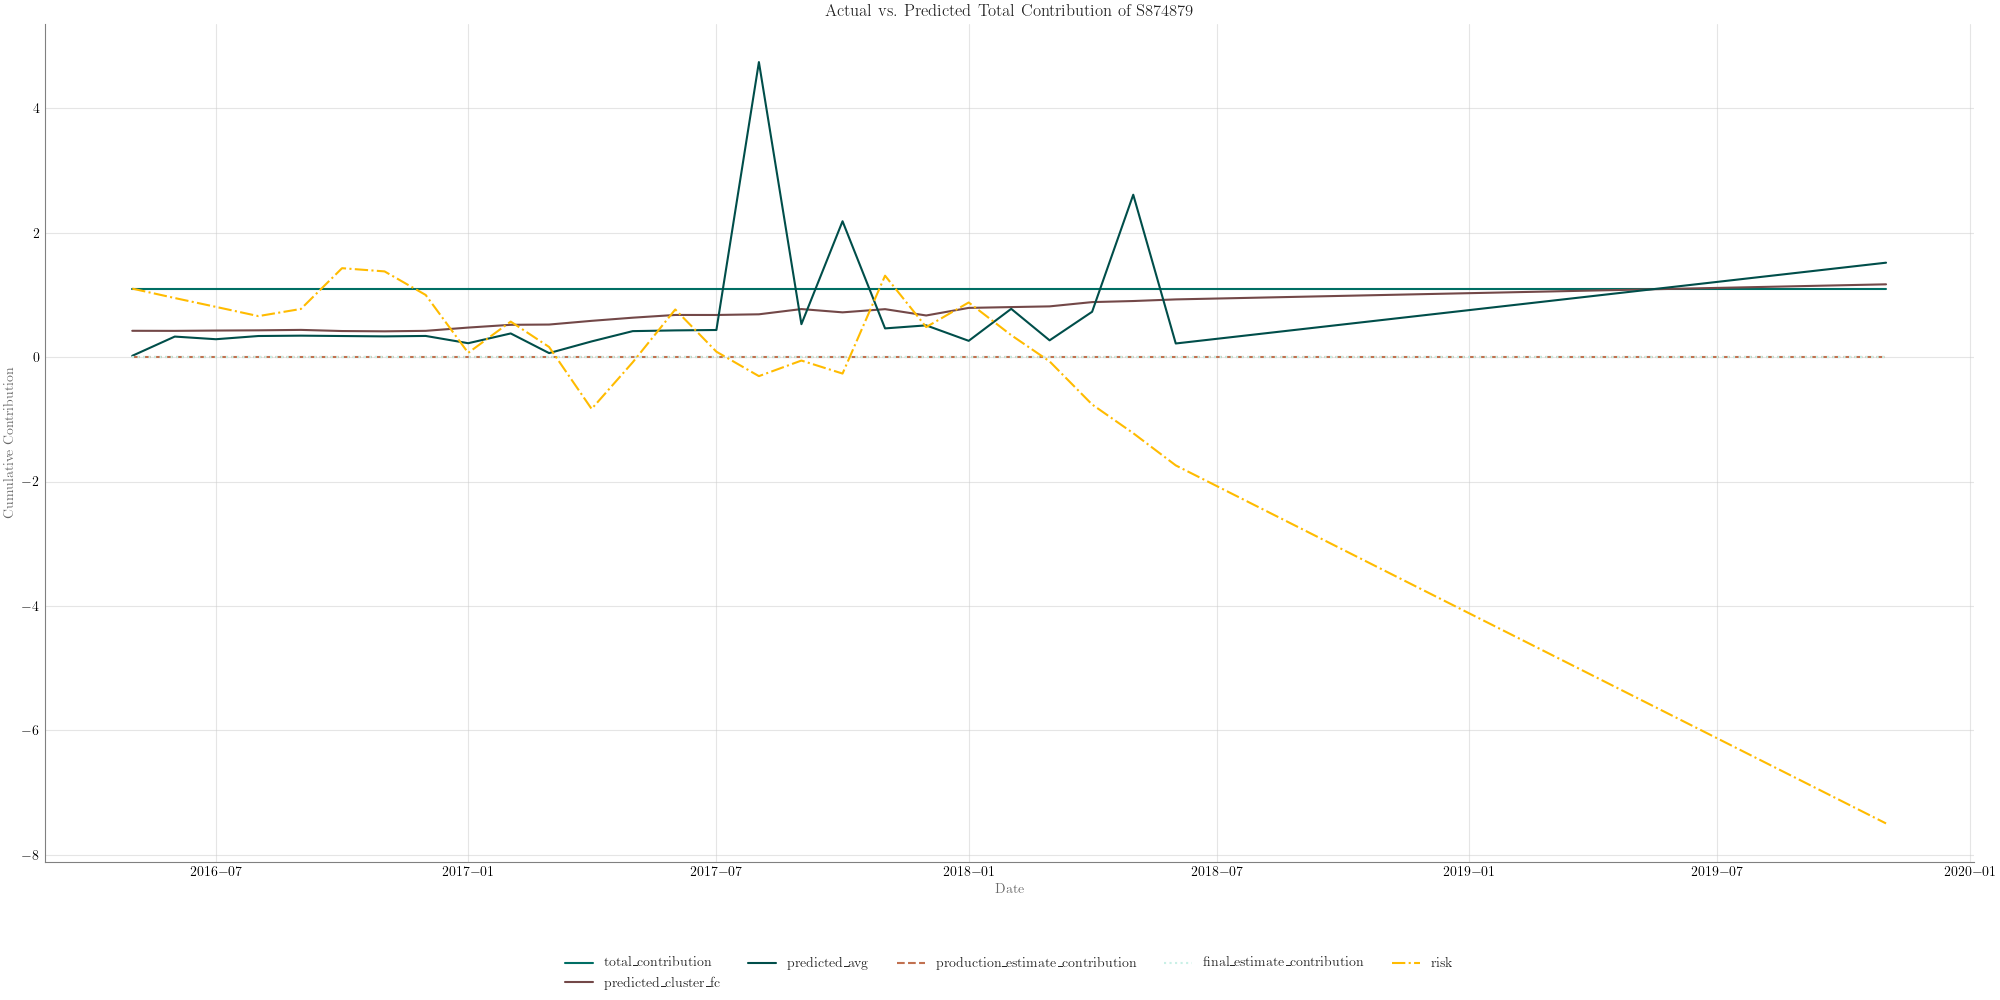 Actual vs. Predicted Total Contribution of S874879
Cumulative Contribution
4
2
0
−2
−4
−6
−8
2016−07 2017−01 2017−07 2018−01 2018−07 2019−01 2019−07 2020−01
Date
total_contribution predicted_avg production_estimate_contribution final_estimate_contribution risk
predicted_cluster_fc